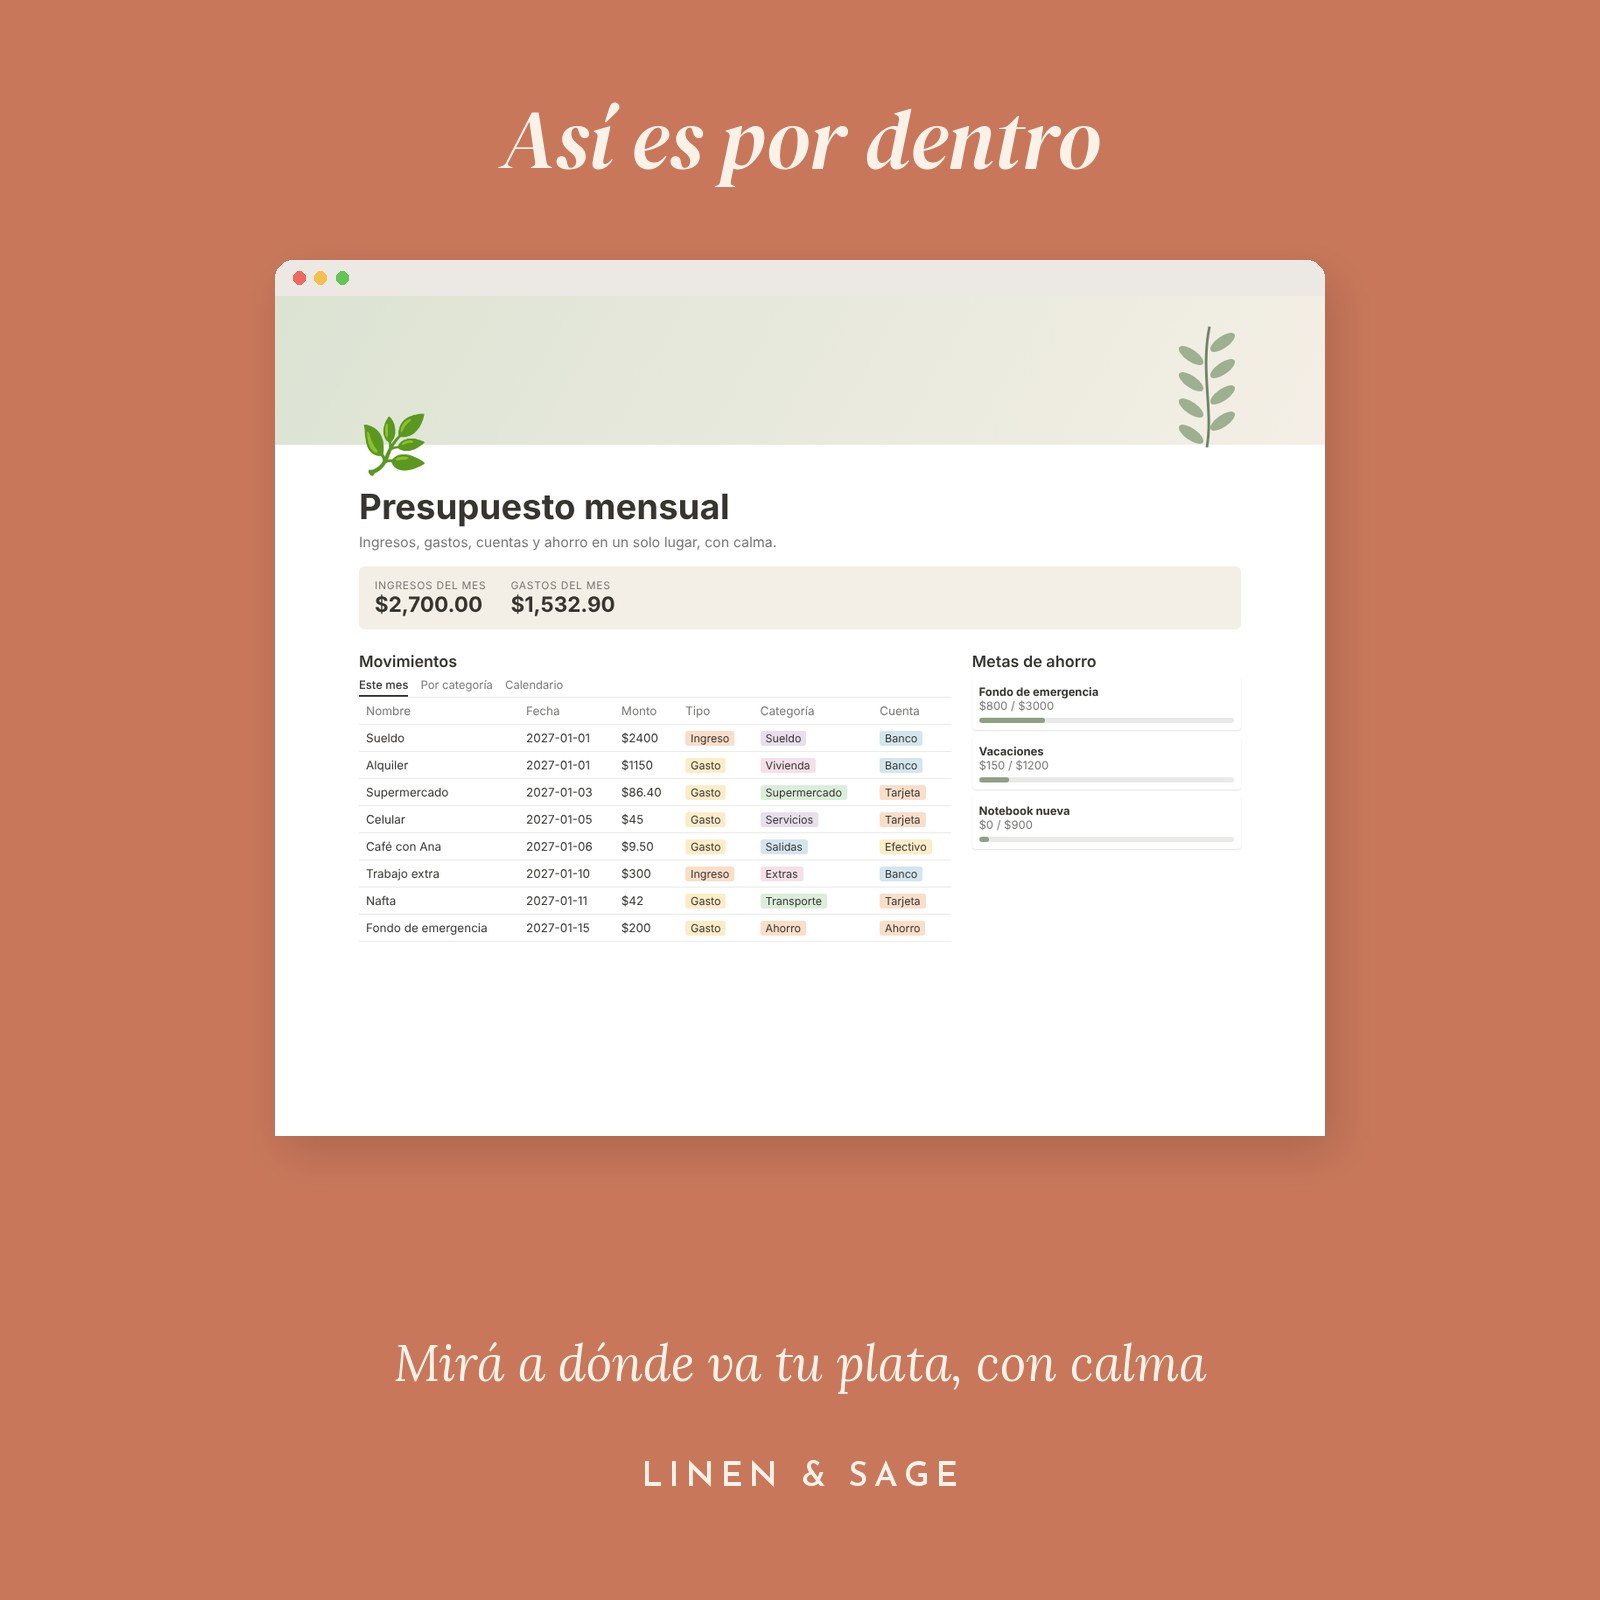 Así es por dentro
Presupuesto mensual
Ingresos, gastos, cuentas y ahorro en un solo lugar, con calma.
INGRESOS DEL MES GASTOS DEL MES
$2,700.00 $1,532.90
Movimientos
Este mes Por categoría Calendario
Nombre Fecha Monto Tipo Categoría Cuenta
Sueldo 2027-01-01 $2400 Ingreso Sueldo Banco
Alquiler 2027-01-01 $1150 Gasto Vivienda Banco
Supermercado 2027-01-03 $86.40 Gasto Supermercado Tarjeta
Celular 2027-01-05 $45 Gasto Servicios Tarjeta
Café con Ana 2027-01-06 $9.50 Gasto Salidas Efectivo
Trabajo extra 2027-01-10 $300 Ingreso Extras Banco
Nafta 2027-01-11 $42 Gasto Transporte Tarjeta
Fondo de emergencia 2027-01-15 $200 Gasto Ahorro Ahorro
Metas de ahorro
Fondo de emergencia
$800 / $3000
Vacaciones
$150 / $1200
Notebook nueva
$0 / $900
Mirá a dónde va tu plata, con calma
LINEN & SAGE